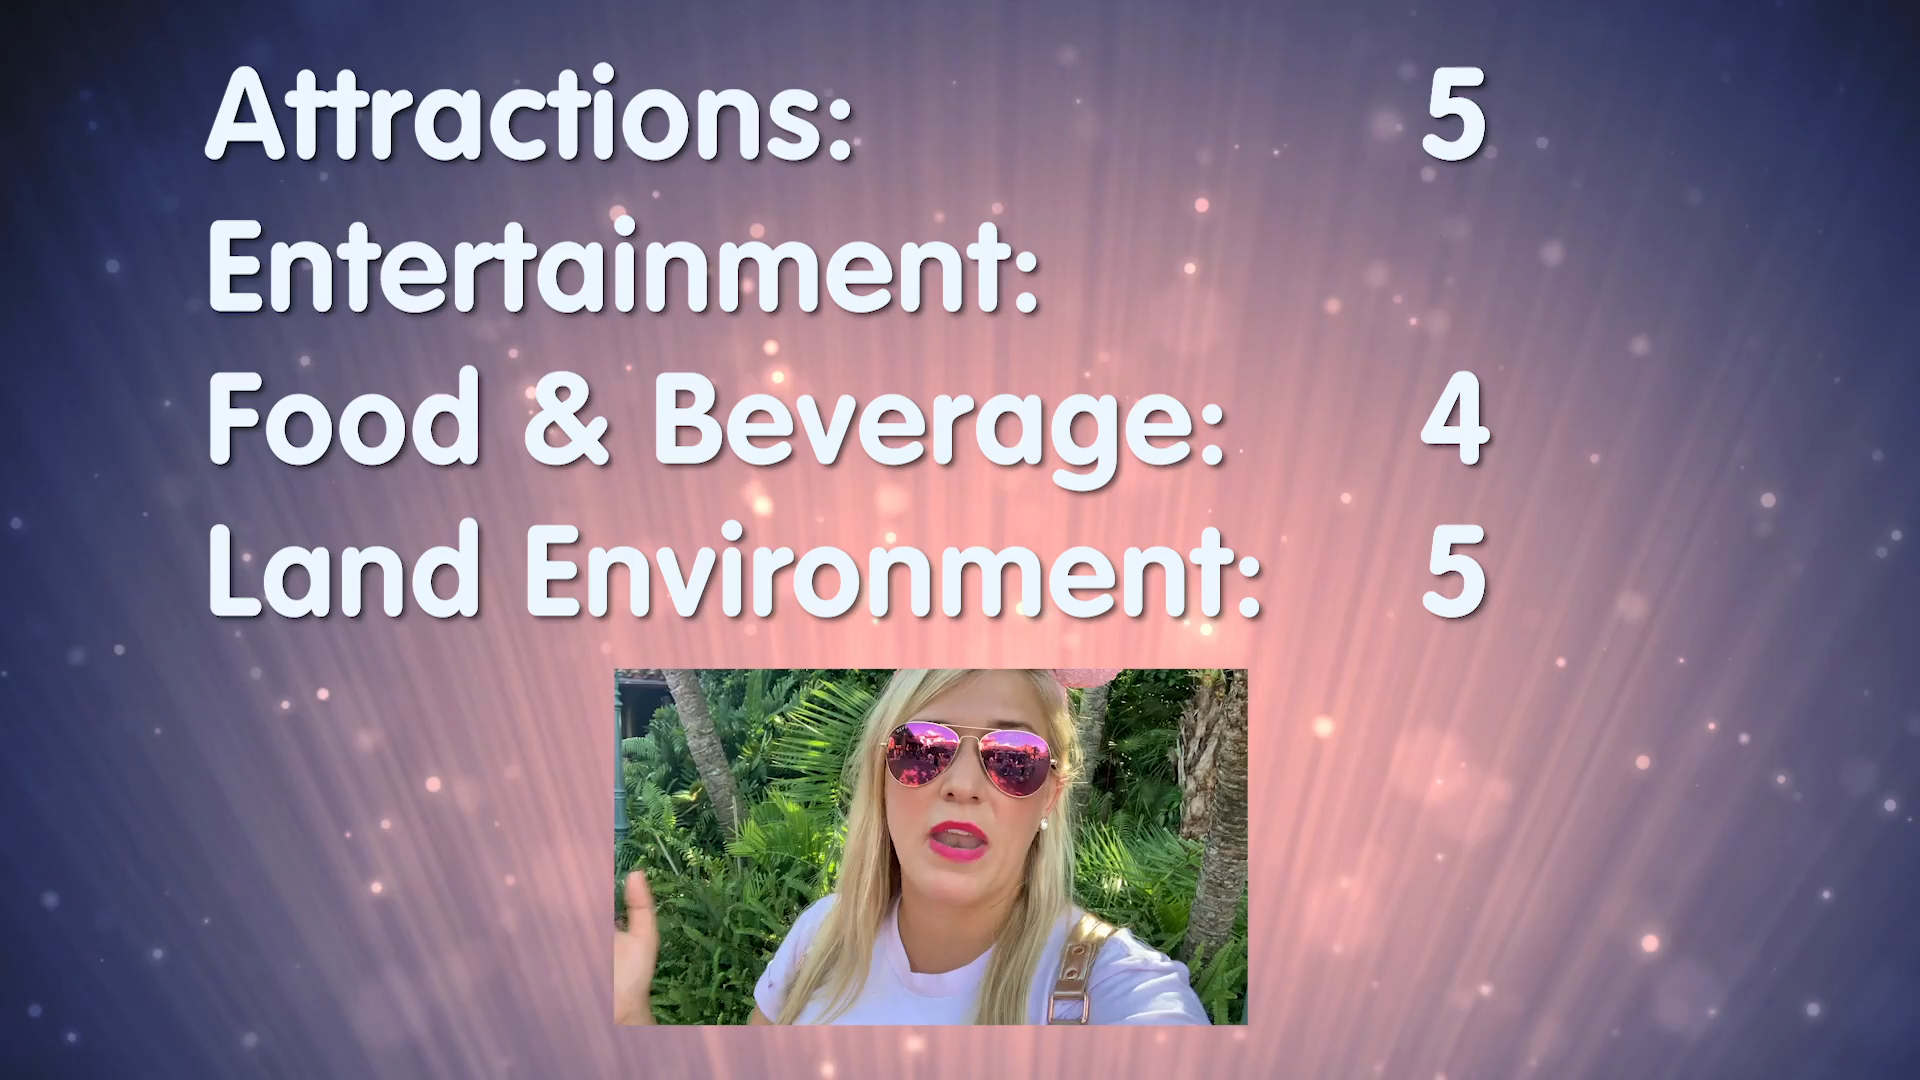 Attractions: 5
Entertainment:
Food & Beverage: 4
Land Environment: 5